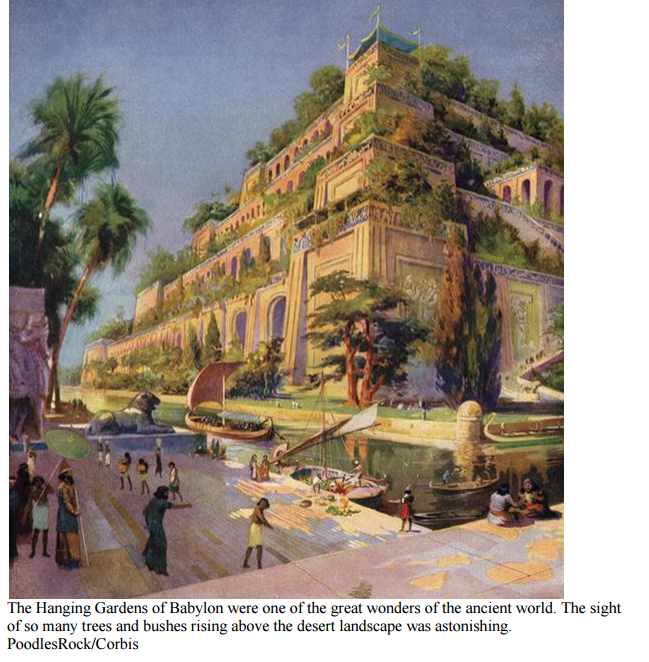 The Hanging Gardens of Babylon were one of the great wonders of the ancient world. The sight
of so many trees and bushes rising above the desert landscape was astonishing.
PoodlesRock/Corbis